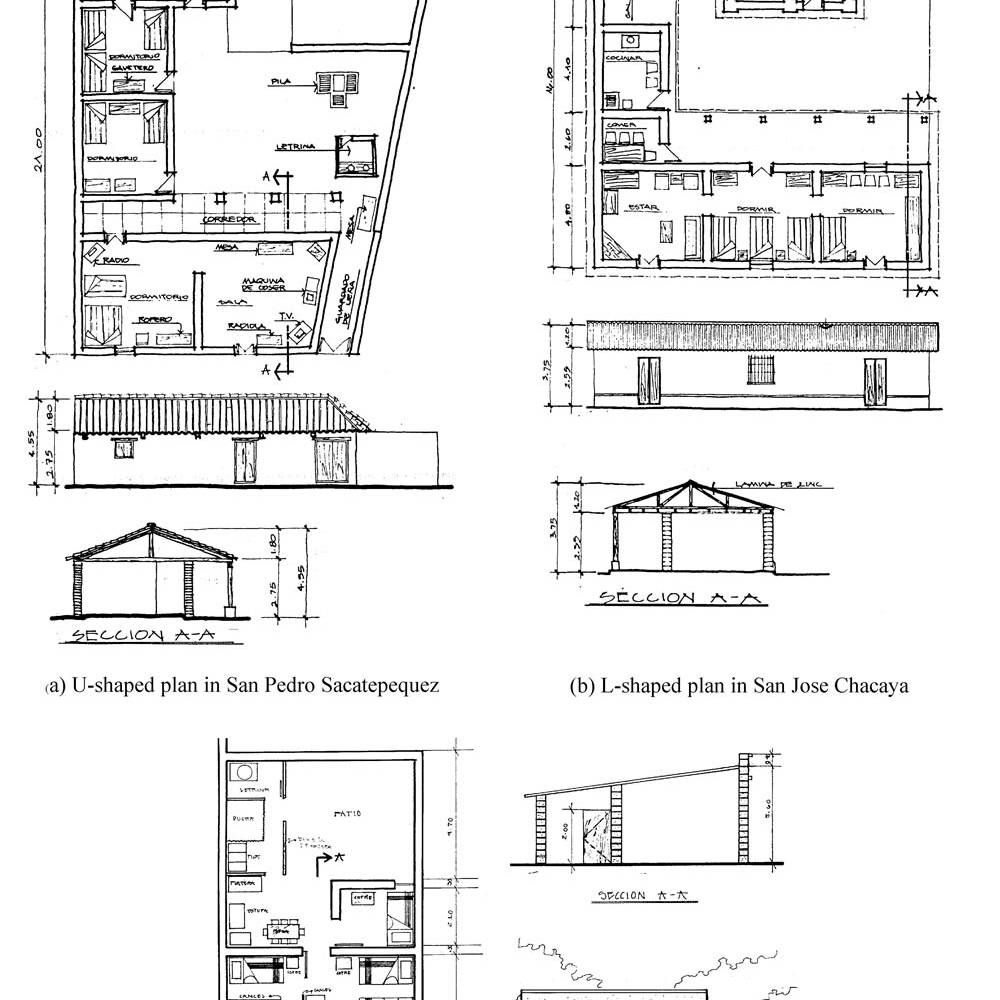 DORMITORIO
GAVETERO
PILA
LETRINA
DORMITORIO
21.00
A
CORREDOR
MESA
RADIO
MESA
MAQUINA
DE COSER
DORMITORIO
SALA
GUARDADO
DE LEÑA
ROPERO
RADIOLA
T.V.
A
4.55
2.75
1.80
1.80
2.75
4.55
SECCION A-A
(a) U-shaped plan in San Pedro Sacatepequez
COCINAR
14.00
4.10
A
COMER
2.60
ESTAR
DORMIR
DORMIR
4.80
A
3.75
2.55
1.20
LAMINA DE ZINC
3.75
1.20
2.55
SECCION A-A
(b) L-shaped plan in San Jose Chacaya
LETRINA
PATIO
A
4.70
COFRE
2.10
COFRE
COFRE
2.00
SECCION A-A